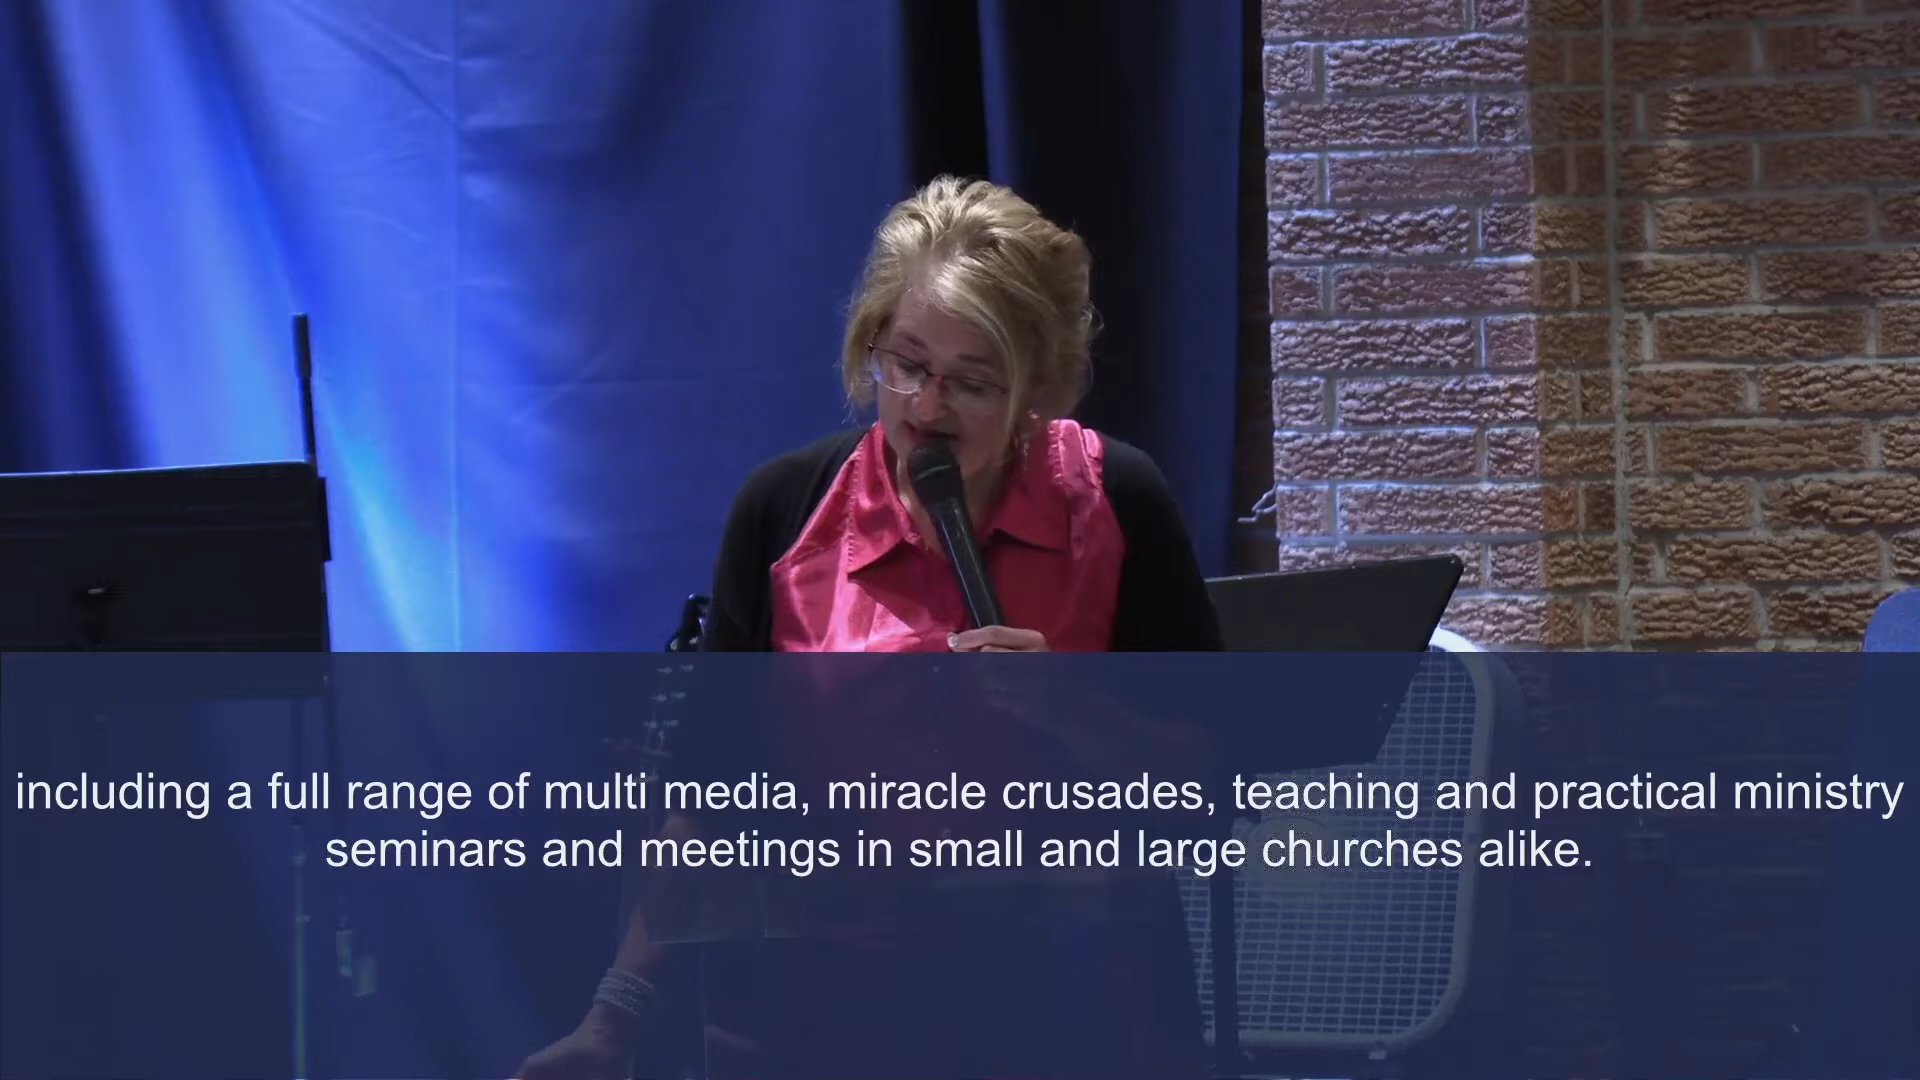 including a full range of multi media, miracle crusades, teaching and practical ministry
seminars and meetings in small and large churches alike.